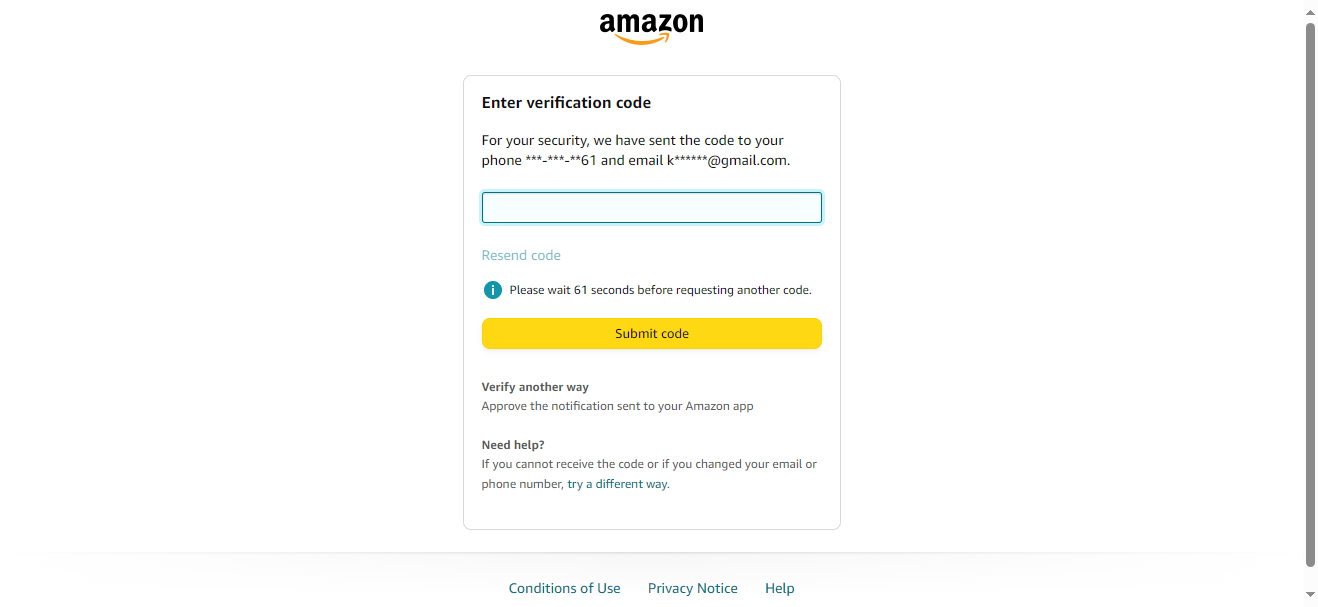 amazon
Enter verification code
For your security, we have sent the code to your
phone ***-***-**61 and email k******@gmail.com.
Resend code
Please wait 61 seconds before requesting another code.
Submit code
Verify another way
Approve the notification sent to your Amazon app
Need help?
If you cannot receive the code or if you changed your email or
phone number, try a different way.
Conditions of Use Privacy Notice Help